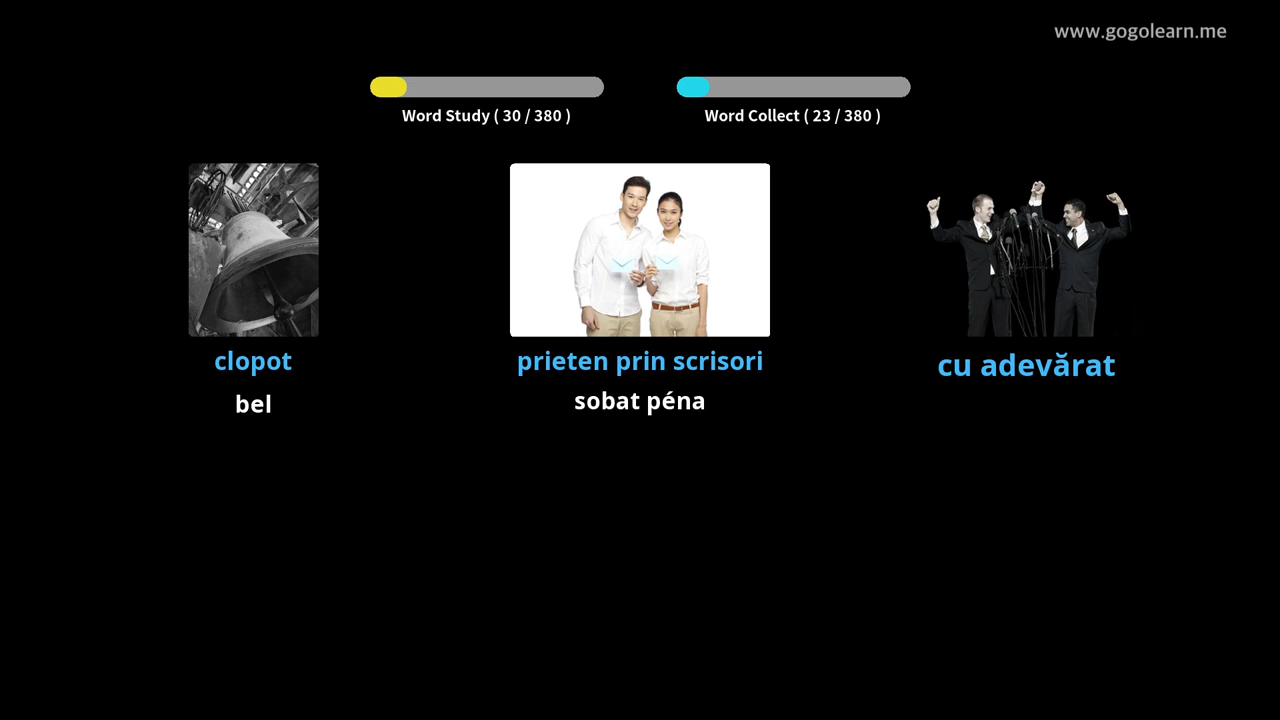 www.gogolearn.me
Word Study ( 30 / 380 )
Word Collect ( 23 / 380 )
clopot
bel
prieten prin scrisori
sobat péna
cu adevărat